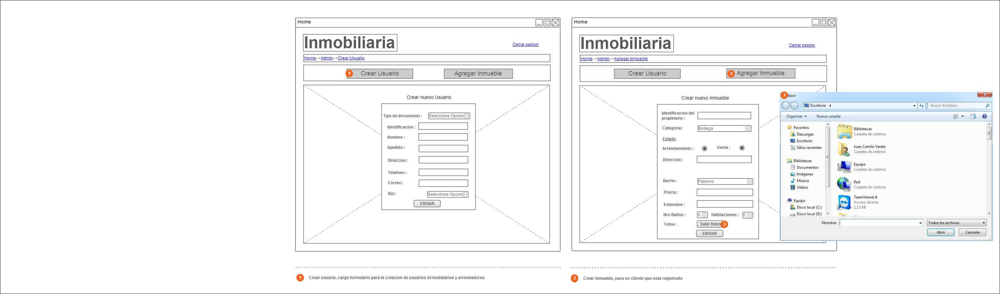 Home
Inmobiliaria
Cerrar sesion
Home-->Admin-->Crear Usuario
1 Crear Usuario
Agregar Inmueble
Crear nuevo Usuario
Tipo de documento : Seleccione Opcion
Identificacion :
Nombre :
Apellido :
Direccion :
Telefono :
Correo :
Rol : Seleccione Opcion
ENVIAR
1 Crear usuario, carga formulario para la creacion de usuarios Arrendatarios y arrendadores
Home
Inmobiliaria
Cerrar sesion
Home-->Admin-->Agregar Inmueble
Crear Usuario
2 Agregar Inmueble
Crear nuevo inmueble
Identificacion del
propietario :
Categoria : Bodega
Estado
Arrendamiento : Venta :
Direccion :
Barrio : Palermo
Precio :
Extension :
Nro Baños : 0 Habitaciones : 0
Fotos : Subir fotos 3
ENVIAR
2 Crear inmueble, para un cliente que esta registrado
3 Abrir
Escritorio
Buscar Escritorio
Organizar
Nueva carpeta
Favoritos
Descargas
Escritorio
Sitios recientes
Bibliotecas
Documentos
Imágenes
Música
Vídeos
Equipo
Disco local (C:)
Disco local (D:)
Bibliotecas
Carpeta de sistema
Juan Camilo Varela
Carpeta de sistema
Equipo
Carpeta de sistema
Red
Carpeta de sistema
TeamViewer 8
Acceso directo
1,13 KB
Nombre:
Todos los archivos
Abrir
Cancelar